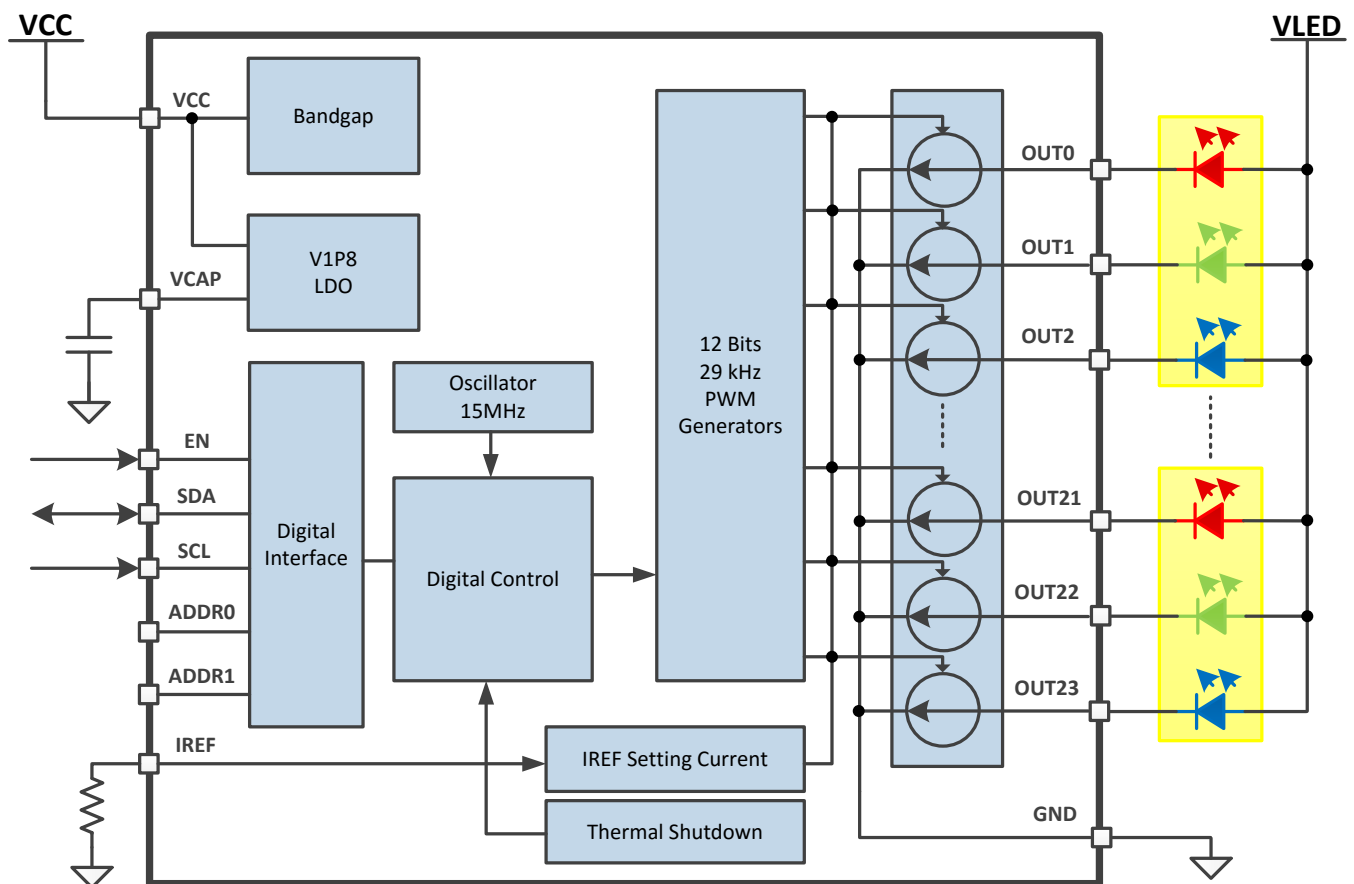 VCC
VLED
VCC
Bandgap
V1P8
LDO
VCAP
EN
SDA
SCL
ADDR0
ADDR1
IREF
Digital
Interface
Oscillator
15MHz
Digital Control
IREF Setting Current
Thermal Shutdown
12 Bits
29 kHz
PWM
Generators
OUT0
OUT1
OUT2
OUT21
OUT22
OUT23
GND